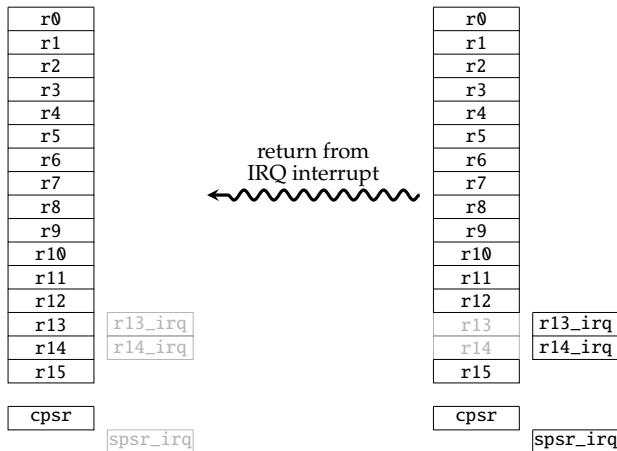 r0
r1
r2
r3
r4
r5
r6
r7
r8
r9
r10
r11
r12
r13 r13_irq
r14 r14_irq
r15
cpsr
spsr_irq
return from
IRQ interrupt
r0
r1
r2
r3
r4
r5
r6
r7
r8
r9
r10
r11
r12
r13 r13_irq
r14 r14_irq
r15
cpsr
spsr_irq